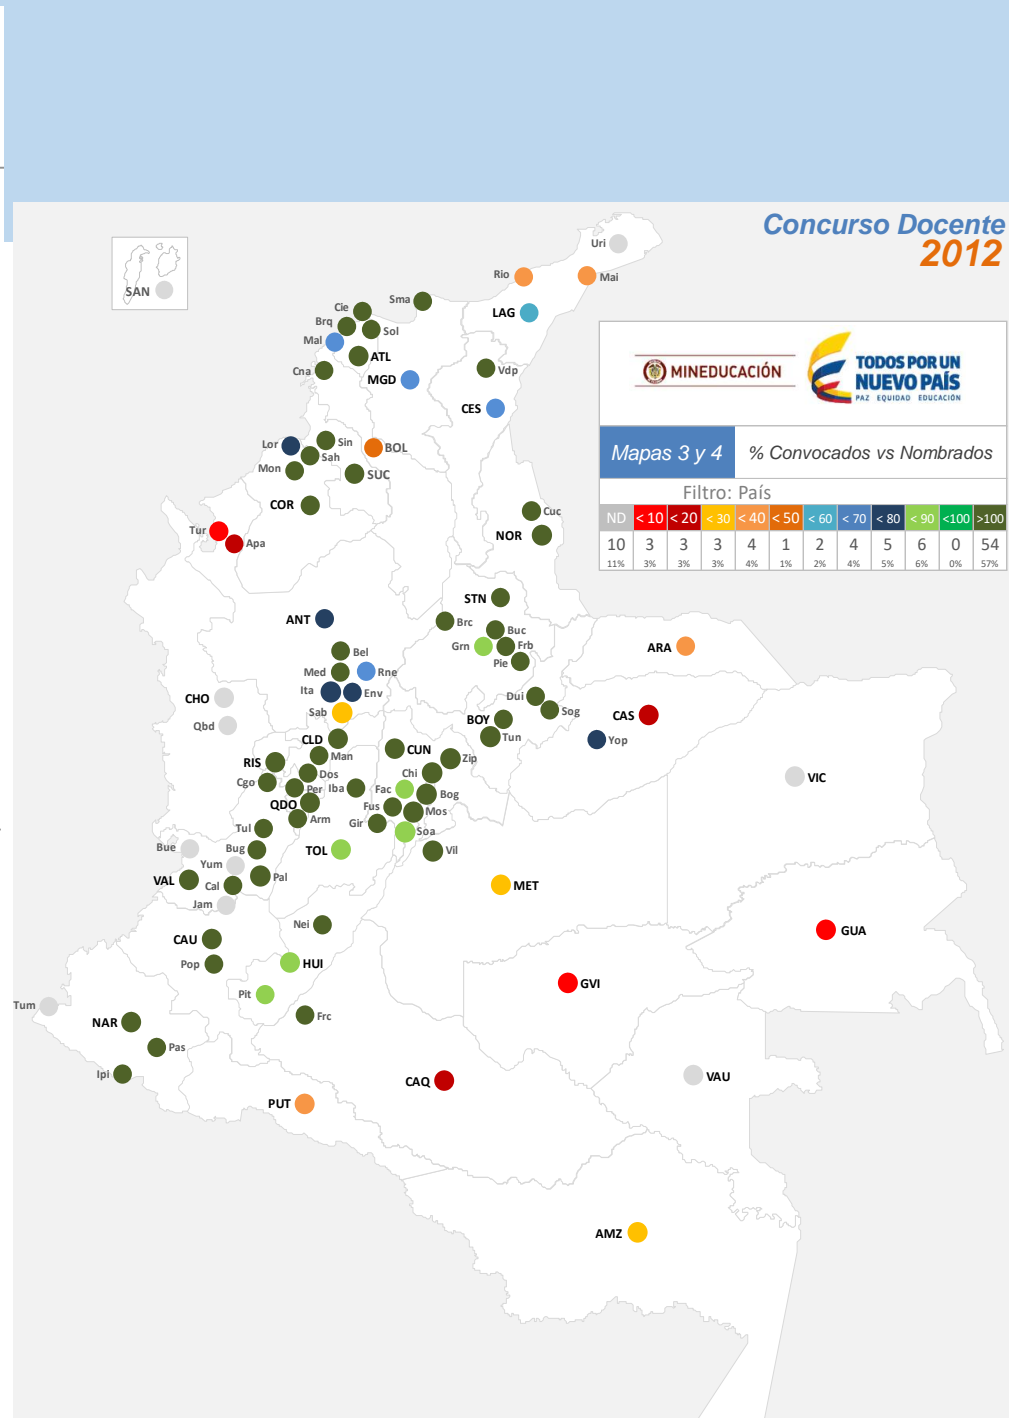 Concurso Docente
2012
Uri
Rio
Mai
SAN
Sma
LAG
Cie
Brq
Sol
Mal
ATL
Cna
MGD
Vdp
CES
MINEDUCACIÓN
TODOS POR UN
NUEVO PAÍS
PAZ EQUIDAD EDUCACIÓN
Mapas 3 y 4 % Convocados vs Nombrados
Filtro: País
ND < 10 < 20 < 30 < 40 < 50 < 60 < 70 < 80 < 90 <100 >100
10 3 3 3 4 1 2 4 5 6 0 54
11% 3% 3% 3% 4% 1% 2% 4% 5% 6% 0% 57%
Lor
Sin
BOL
Sah
Mon
SUC
COR
Cuc
NOR
Tur
Apa
STN
ANT
Brc
Buc
Grn
Frb
Pie
ARA
Bel
Med
Rne
Ita
Env
Sab
CHO
Qbd
Dui
Sog
BOY
Tun
CAS
Yop
CLD
Man
CUN
Zip
RIS
Dos
Chi
Cgo
Per
Iba
Fac
Bog
QDO
Fus
Mos
Arm
Gir
Soa
VIC
Tul
Bue
Bug
TOL
Vil
Yum
VAL
Cal
Pal
Jam
MET
Nei
CAU
Pop
HUI
GUA
Pit
GVI
Tum
NAR
Frc
Pas
Ipi
CAQ
VAU
PUT
AMZ